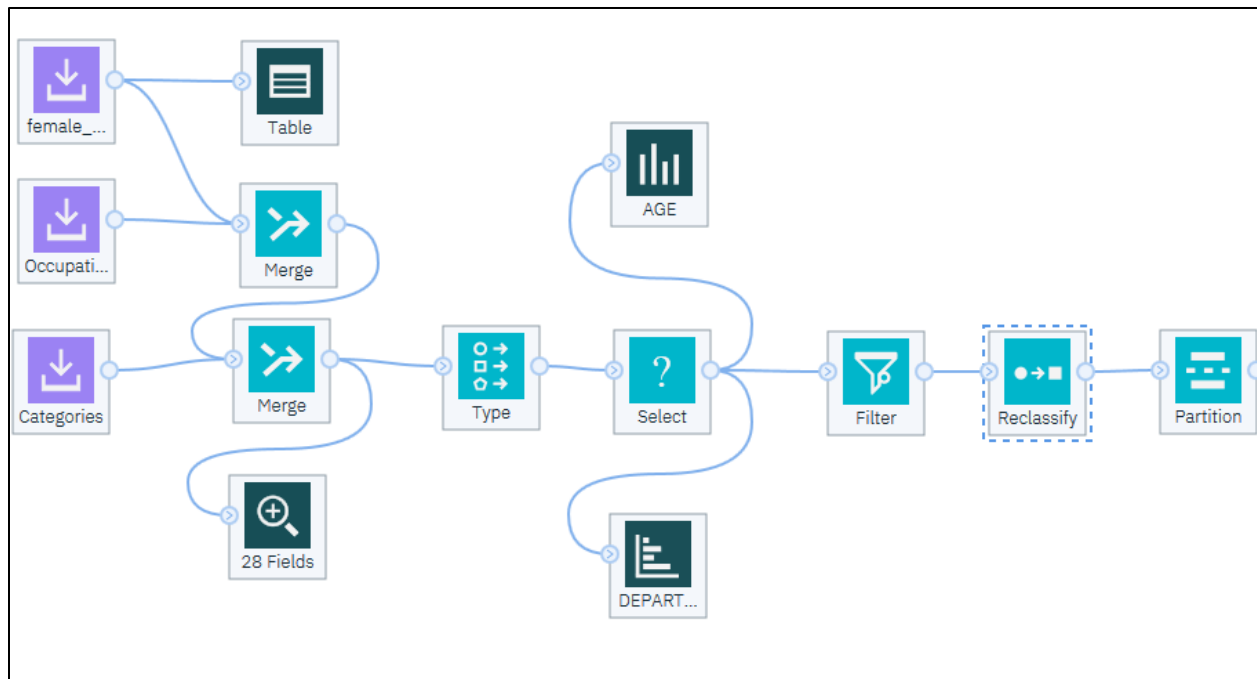 female_...
Table
Occupati...
Merge
AGE
Categories
Merge
Type
?
Select
Filter
Reclassify
Partition
28 Fields
DEPART...